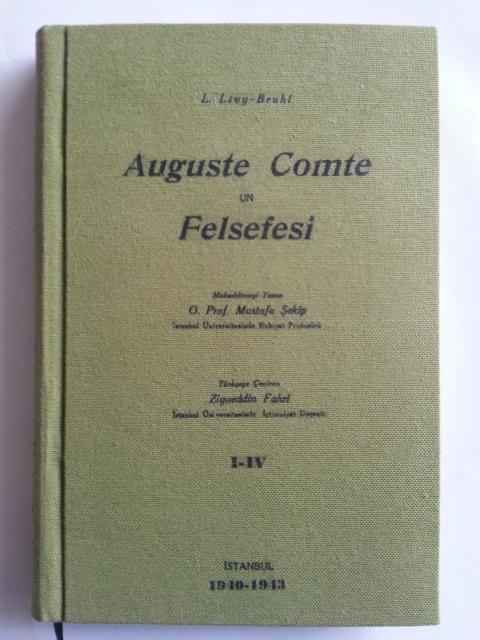 L. Lévy-Bruhl
Auguste Comte
UN
Felsefesi
Mukaddimeyi Yazan
O. Prof. Mustafa Şekip
İstanbul Üniversitesinde Ruhiyat Profesörü
Türkçeye Çeviren
Ziyaeddin Fahri
İstanbul Üniversitesinde İçtimaiyat Doçenti
I-IV
İSTANBUL
1940-1943